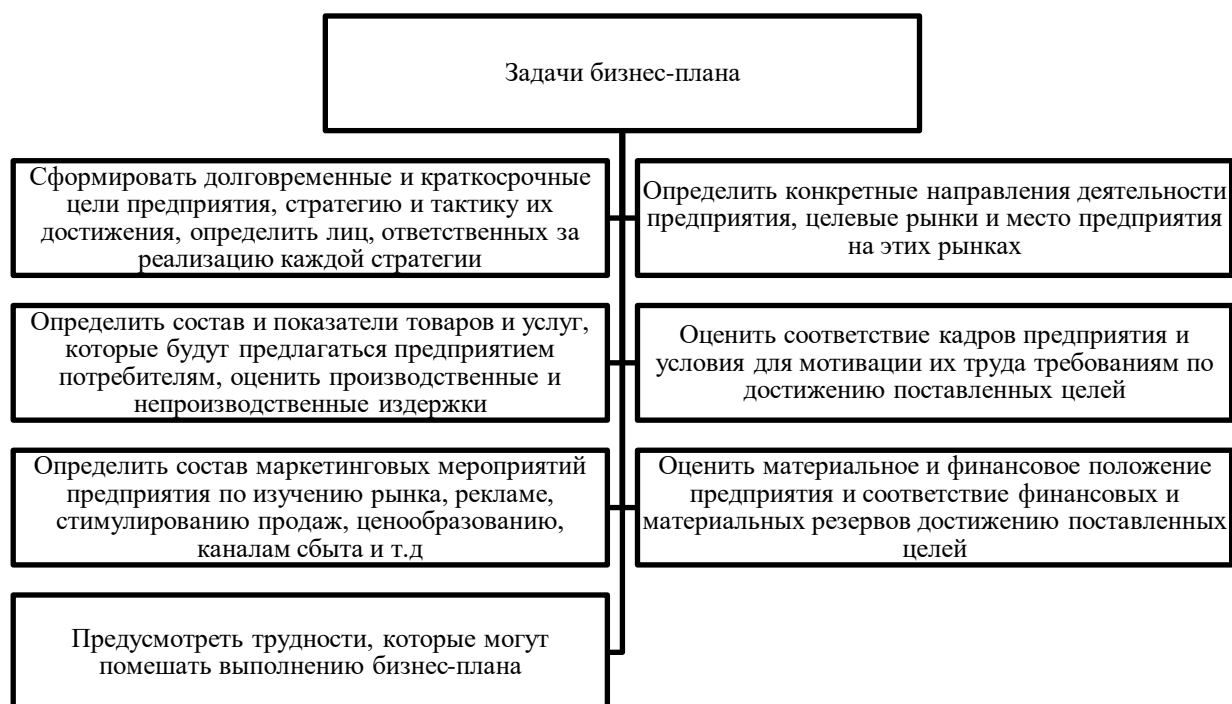 Задачи бизнес-плана
Сформировать долговременные и краткосрочные
цели предприятия, стратегию и тактику их
достижения, определить лиц, ответственных за
реализацию каждой стратегии
Определить конкретные направления деятельности
предприятия, целевые рынки и место предприятия
на этих рынках
Определить состав и показатели товаров и услуг,
которые будут предлагаться предприятием
потребителям, оценить производственные и
непроизводственные издержки
Оценить соответствие кадров предприятия и
условия для мотивации их труда требованиям по
достижению поставленных целей
Определить состав маркетинговых мероприятий
предприятия по изучению рынка, рекламе,
стимулированию продаж, ценообразованию,
каналам сбыта и т.д
Оценить материальное и финансовое положение
предприятия и соответствие финансовых и
материальных резервов достижению поставленных
целей
Предусмотреть трудности, которые могут
помешать выполнению бизнес-плана